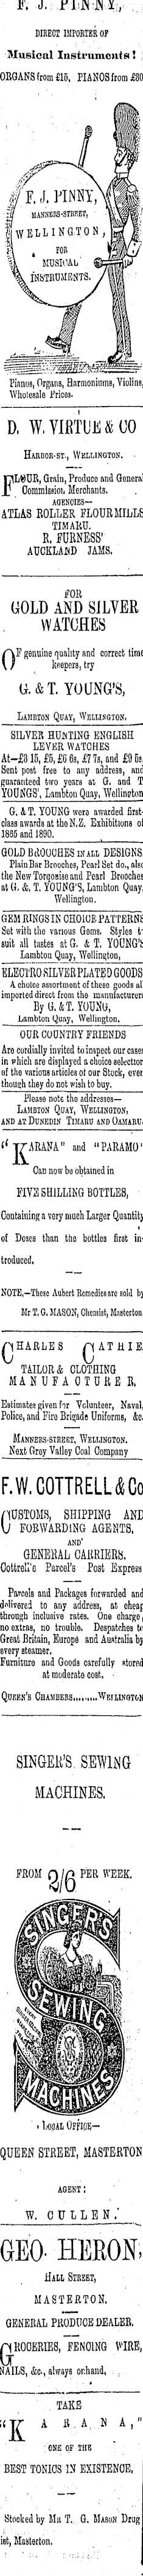 F. J. PINNY,
DIRECT IMPORTER OF
Musical Instruments!
ORGANS from £15, PIANOS from £30
F. J. PINNY,
MANNERS-STREET,
WELLINGTON,
FOR
MUSICAL
INSTRUMENTS.
Pianos, Organs, Harmoniums, Violins
Wholesale Prices.
D. W. VIRTUE & CO
HARBOR-ST., WELLINGTON.
FLOUR, Grain, Produce and General
Commission Merchants.
AGENCIES—
ATLAS ROLLER FLOUR MILLS
TIMARU.
R. FURNESS'
AUCKLAND JAMS.
FOR
GOLD AND SILVER
WATCHES
OF genuine quality and correct time
keepers, try
G. & T. YOUNG'S,
LAMBTON QUAY, WELLINGTON.
SILVER HUNTING ENGLISH
LEVER WATCHES
At—£3 15, £5, £6 6s, £7 7s, and £9 9s
Sent post free to any address, and
guaranteed two years at G. and T
YOUNGS', Lambton Quay, Wellington
G. & T. YOUNG were awarded first-
class awards at the N.Z. Exhibitions of
1885 and 1890.
GOLD BROOCHES IN ALL DESIGNS
Plain Bar Brooches, Pearl Set do., also
the New Torqoise and Pearl Brooches
at G. & T. YOUNG'S, Lambton Quay,
Wellington.
GEM RINGS IN CHOICE PATTERNS
Set with the various Gems. Styles t
suit all tastes at G. & T. YOUNG'S
Lambton Quay, Wellington,
ELECTRO SILVER PLATED GOODS
A choice assortment of these goods al
imported direct from the manufacturer
By G. & T. YOUNG,
Lambton Quay, Wellington.
OUR COUNTRY FRIENDS
Are cordially invited to inspect our cases
in which are displayed a choice selection
of the various articles of our Stock, ever
though they do not wish to buy.
Please note the addresses—
LAMBTON QUAY, WELLINGTON,
AND AT DUNEDIN TIMARU AND OAMARU
"KARANA" and "PARAMO"
Can now be obtained in
FIVE SHILLING BOTTLES,
Containing a very much Larger Quantity
of Doses than the bottles first in-
troduced.
NOTE,—These Aubert Remedies are sold by
Mr T. G. MASON, Chemist, Masterton
CHARLES CATHIE
TAILOR & CLOTHING
MANUFACTURER,
Estimates given for Volunteer, Naval,
Police, and Fire Brigade Uniforms, &c.
MANNERS-STREET, WELLINGTON.
Next Grey Valley Coal Company
F. W. COTTRELL & Co
CUSTOMS, SHIPPING AND
FORWARDING AGENTS,
AND
GENERAL CARRIERS.
Cottrell's Parcel's Post Express
Parcels and Packages forwarded and
delivered to any address, at cheap
through inclusive rates. One charge,
no extras, no trouble. Despatches to
Great Britain, Europe and Australia by
every steamer.
Furniture and Goods carefully stored
at moderate cost.
QUEEN'S CHAMBERS........WELLINGTON
SINGER'S SEWING
MACHINES.
FROM 2/6 PER WEEK.
SINGER'S
SEWING
MACHINES
LOCAL OFFICE—
QUEEN STREET, MASTERTON
AGENT:
W. CULLEN.
GEO. HERON,
HALL STREET,
MASTERTON.
GENERAL PRODUCE DEALER.
GROCERIES, FENCING WIRE,
NAILS, &c., always on hand,
TAKE
"KARANA,"
ONE OF THE
BEST TONICS IN EXISTENCE,
Stocked by MR T. G. MASON Drug
ist, Masterton.